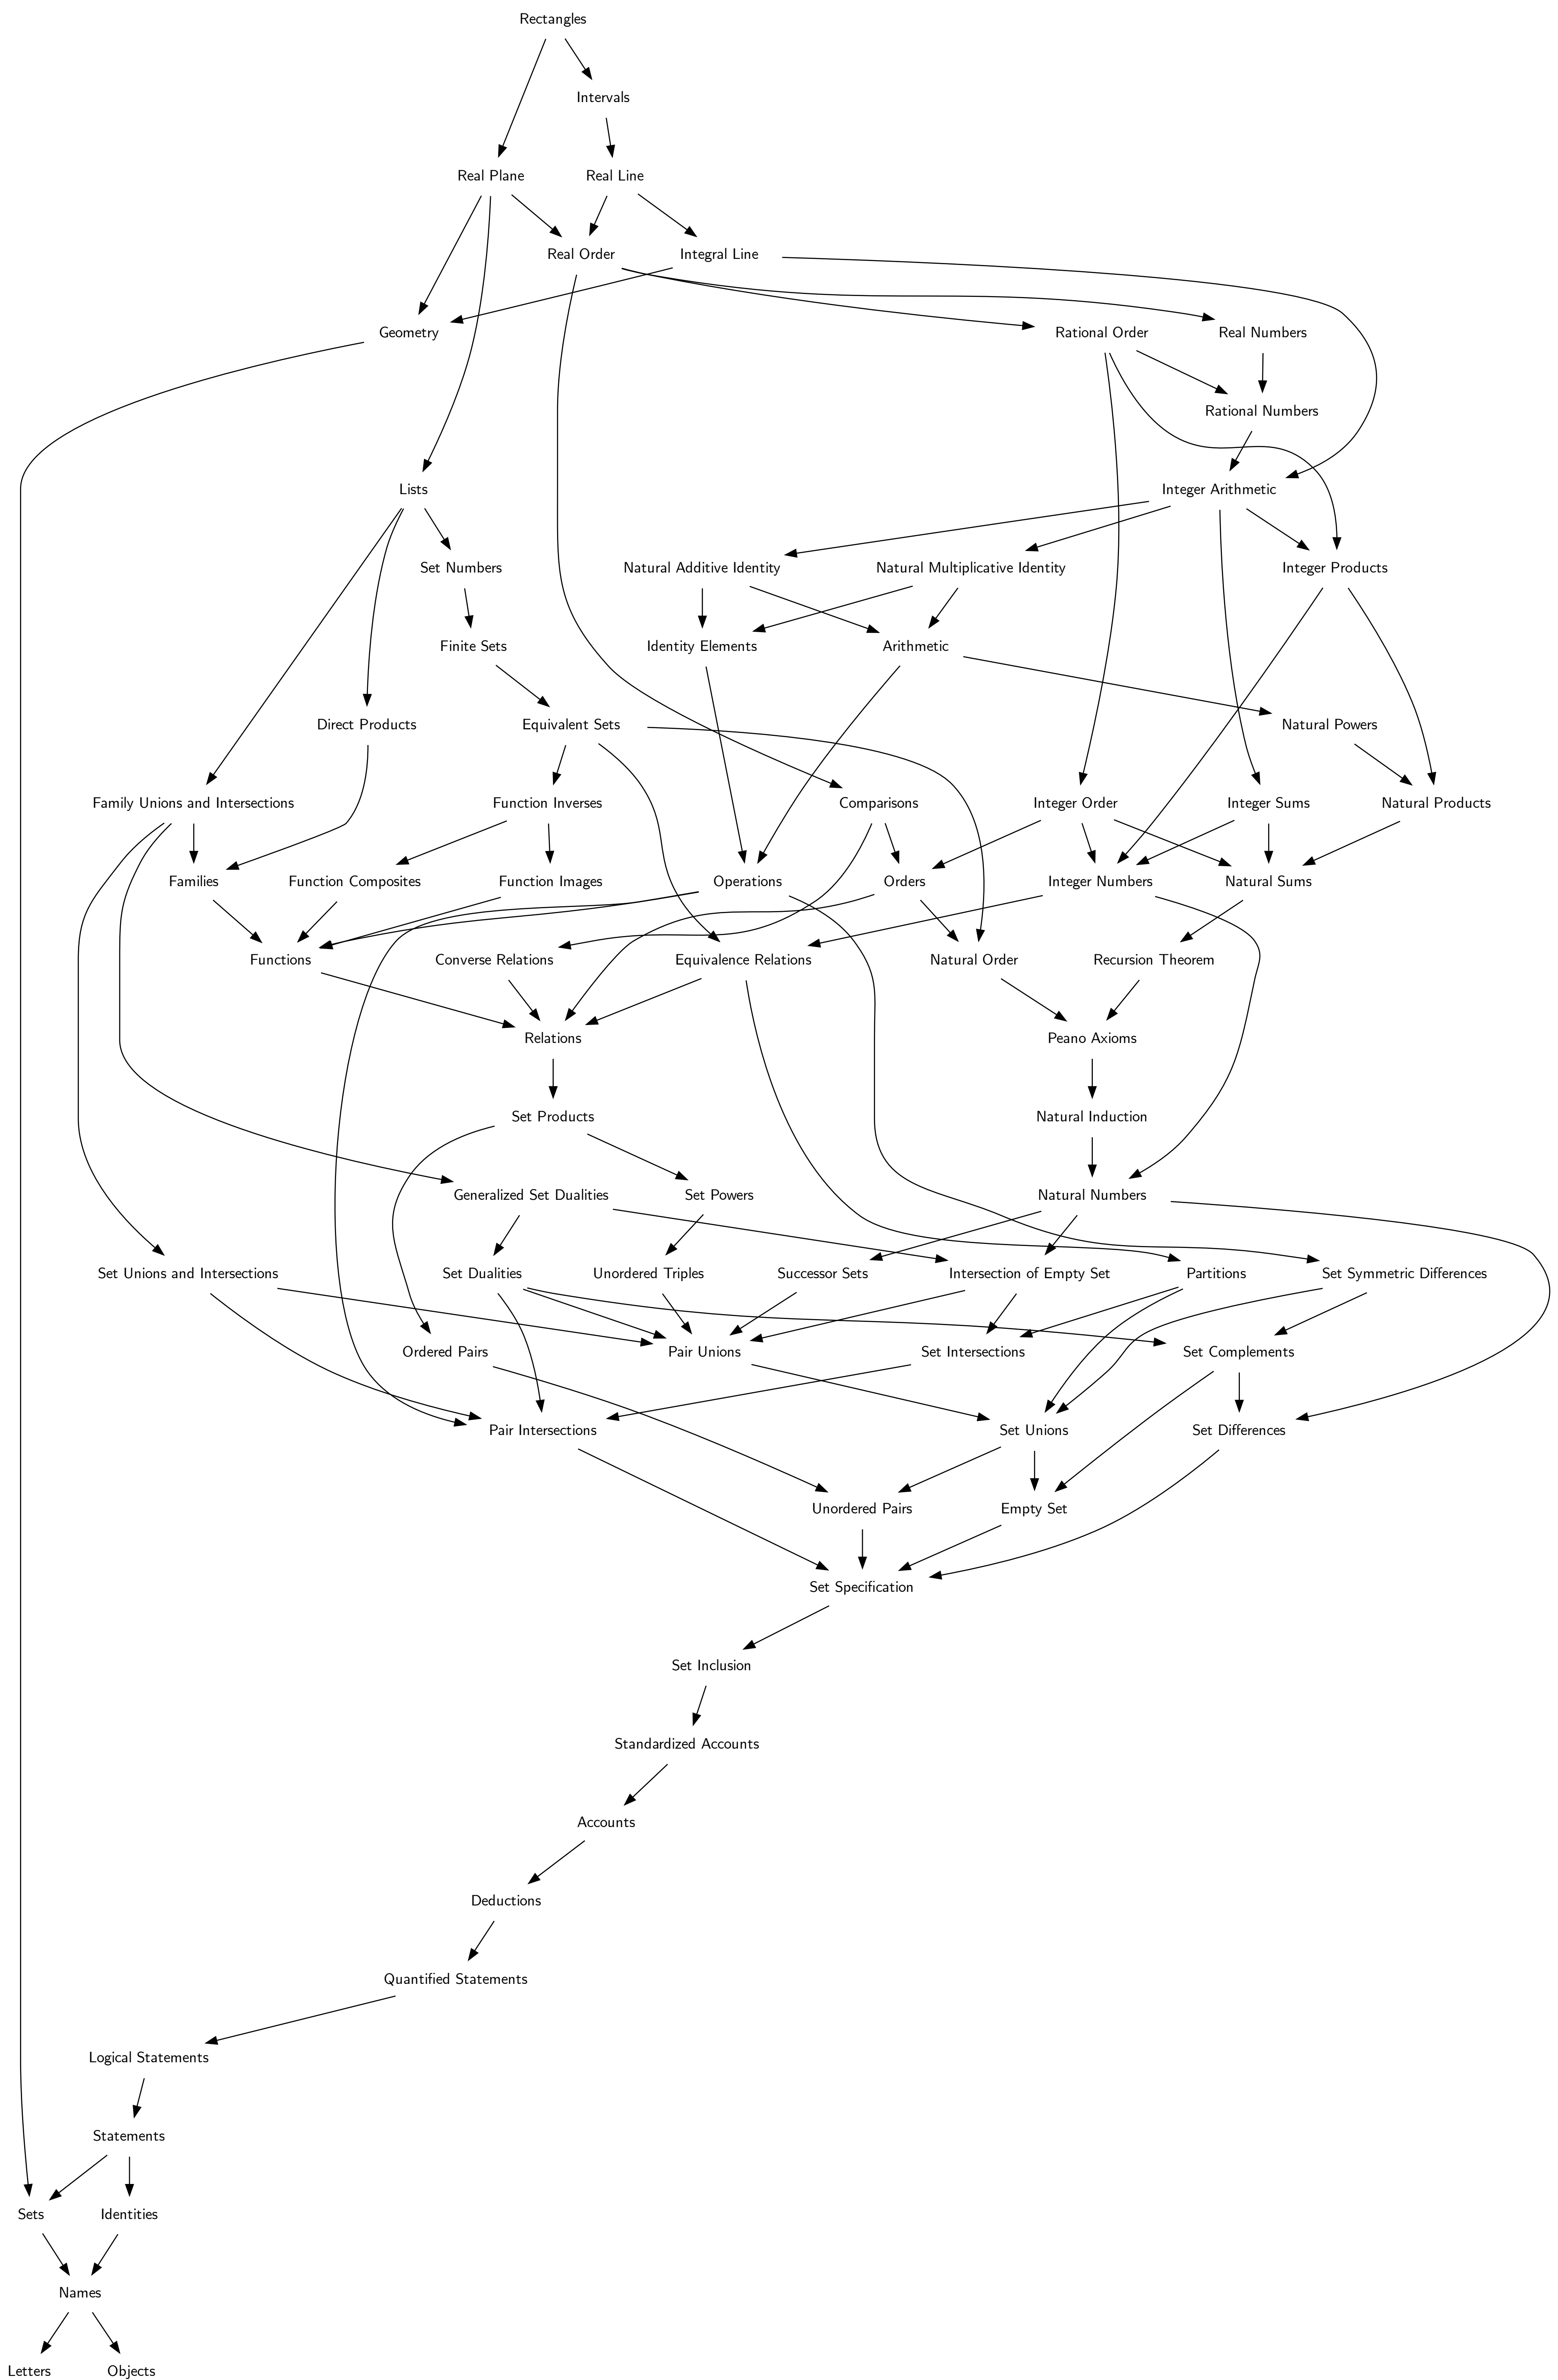 Rectangles
Intervals
Real Plane
Real Line
Real Order
Integral Line
Geometry
Rational Order
Real Numbers
Rational Numbers
Lists
Integer Arithmetic
Set Numbers
Natural Additive Identity
Natural Multiplicative Identity
Integer Products
Finite Sets
Identity Elements
Arithmetic
Direct Products
Equivalent Sets
Natural Powers
Family Unions and Intersections
Function Inverses
Comparisons
Integer Order
Integer Sums
Natural Products
Families
Function Composites
Function Images
Operations
Orders
Integer Numbers
Natural Sums
Functions
Converse Relations
Equivalence Relations
Natural Order
Recursion Theorem
Relations
Peano Axioms
Set Products
Natural Induction
Generalized Set Dualities
Set Powers
Natural Numbers
Set Unions and Intersections
Set Dualities
Unordered Triples
Successor Sets
Intersection of Empty Set
Partitions
Set Symmetric Differences
Ordered Pairs
Pair Unions
Set Intersections
Set Complements
Pair Intersections
Set Unions
Set Differences
Unordered Pairs
Empty Set
Set Specification
Set Inclusion
Standardized Accounts
Accounts
Deductions
Quantified Statements
Logical Statements
Statements
Sets
Identities
Names
Letters
Objects